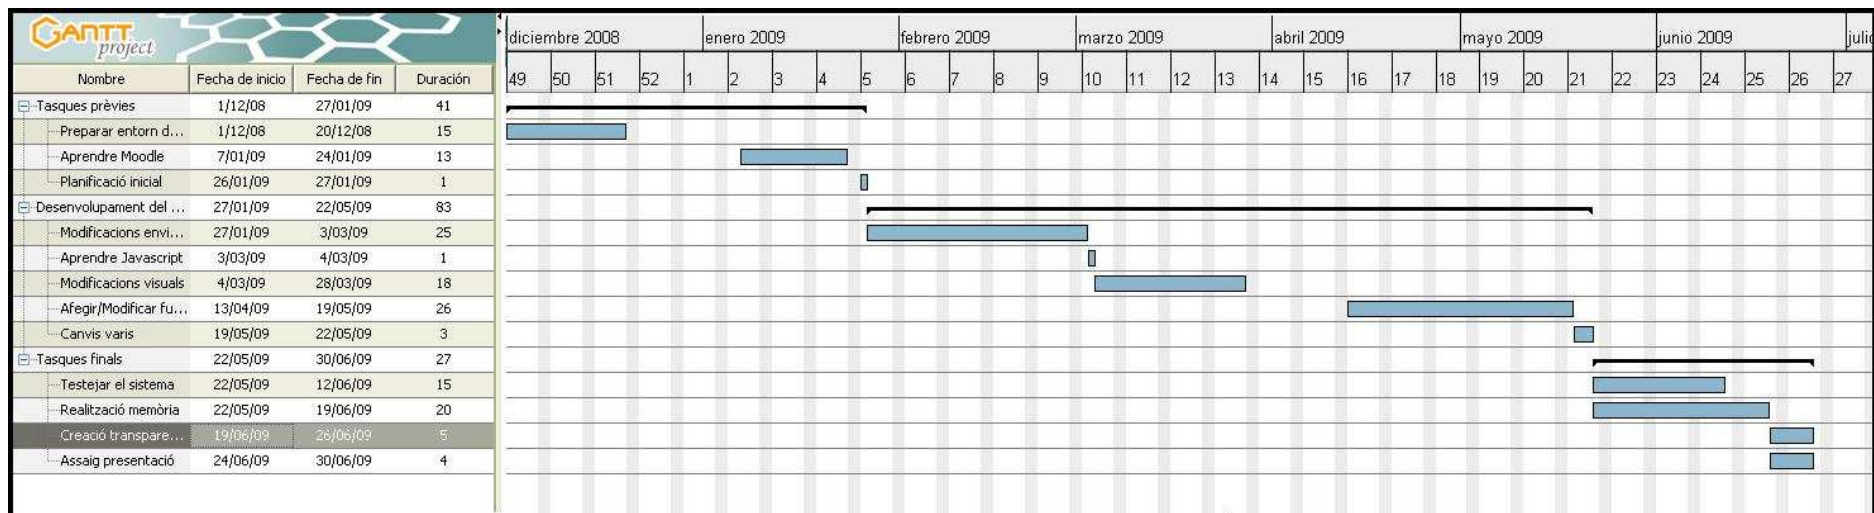 GANTT
project
diciembre 2008 enero 2009 febrero 2009 marzo 2009 abril 2009 mayo 2009 junio 2009 julio
Nombre Fecha de inicio Fecha de fin Duración 49 50 51 52 1 2 3 4 5 6 7 8 9 10 11 12 13 14 15 16 17 18 19 20 21 22 23 24 25 26 27
Tasques prèvies 1/12/08 27/01/09 41
Preparar entorn d... 1/12/08 20/12/08 15
Aprendre Moodle 7/01/09 24/01/09 13
Planificació inicial 26/01/09 27/01/09 1
Desenvolupament del ... 27/01/09 22/05/09 83
Modificacions envi... 27/01/09 3/03/09 25
Aprendre Javascript 3/03/09 4/03/09 1
Modificacions visuals 4/03/09 28/03/09 18
Afegir/Modificar fu... 13/04/09 19/05/09 26
Canvis varis 19/05/09 22/05/09 3
Tasques finals 22/05/09 30/06/09 27
Testejar el sistema 22/05/09 12/06/09 15
Realització memòria 22/05/09 19/06/09 20
Creació transpare... 19/06/09 26/06/09 5
Assaig presentació 24/06/09 30/06/09 4